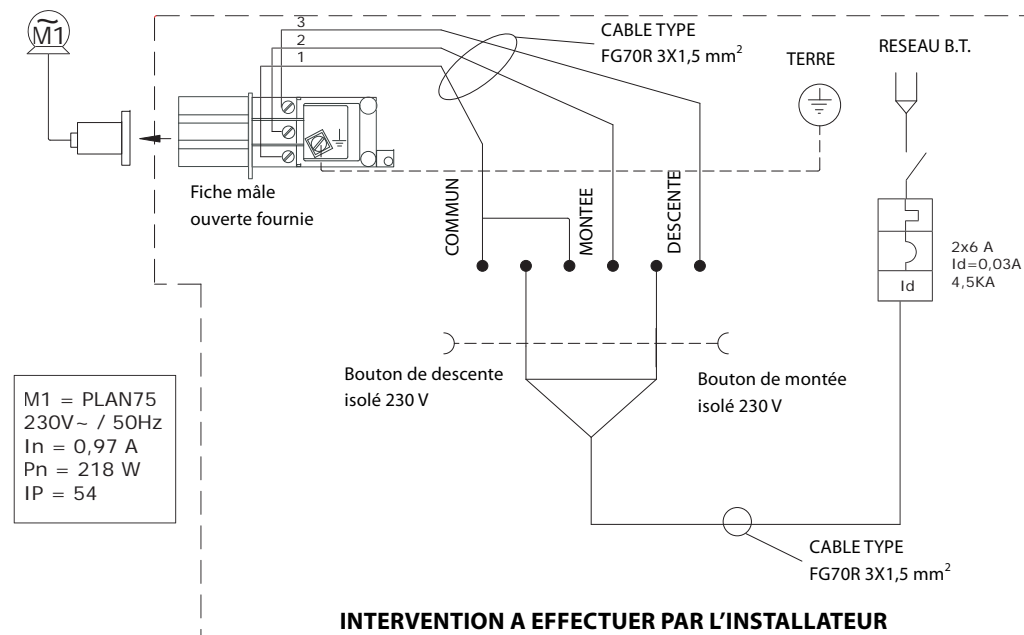 M1
3
2
1
CABLE TYPE
FG70R 3X1,5 mm²
TERRE
RESEAU B.T.
Fiche mâle
ouverte fournie
COMMUN
MONTEE
DESCENTE
2x6 A
Id=0,03A
4,5KA
Id
Bouton de descente
isolé 230 V
Bouton de montée
isolé 230 V
M1 = PLAN75
230V~ / 50Hz
In = 0,97 A
Pn = 218 W
IP = 54
CABLE TYPE
FG70R 3X1,5 mm²
INTERVENTION A EFFECTUER PAR L'INSTALLATEUR